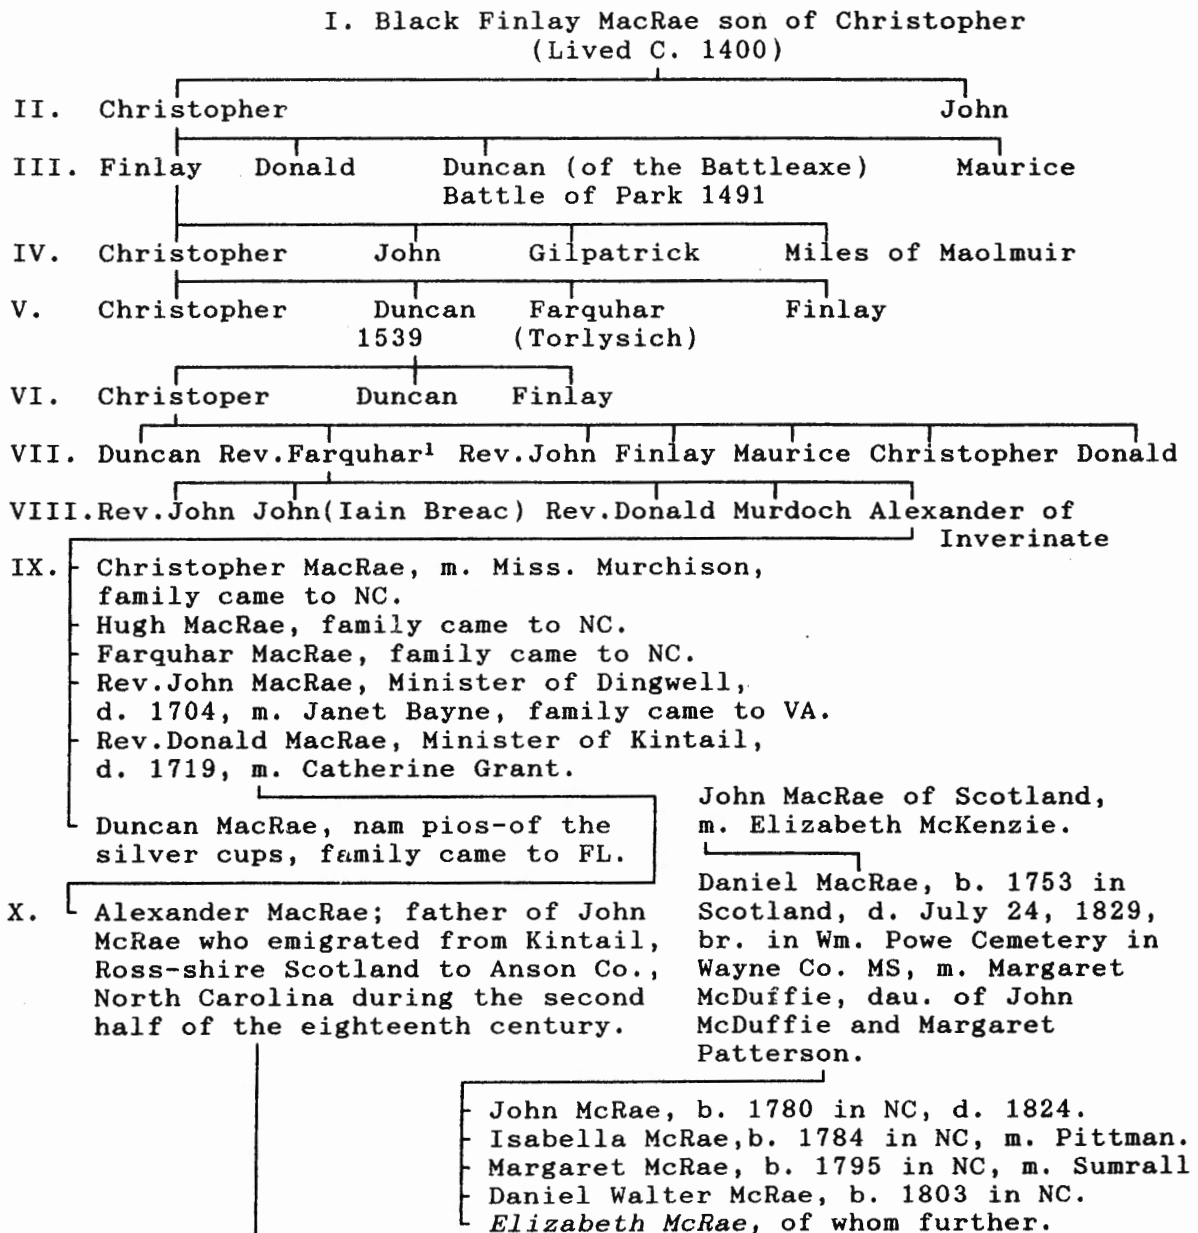 I. Black Finlay MacRae son of Christopher
(Lived C. 1400)
II. Christopher John
III. Finlay Donald Duncan (of the Battleaxe) Maurice
Battle of Park 1491
IV. Christopher John Gilpatrick Miles of Maolmuir
V. Christopher Duncan Farquhar Finlay
1539 (Torlysich)
VI. Christoper Duncan Finlay
VII. Duncan Rev.Farquhar¹ Rev.John Finlay Maurice Christopher Donald
VIII.Rev.John John(Iain Breac) Rev.Donald Murdoch Alexander of
Inverinate
IX. Christopher MacRae, m. Miss. Murchison,
family came to NC.
Hugh MacRae, family came to NC.
Farquhar MacRae, family came to NC.
Rev.John MacRae, Minister of Dingwell,
d. 1704, m. Janet Bayne, family came to VA.
Rev.Donald MacRae, Minister of Kintail,
d. 1719, m. Catherine Grant.
Duncan MacRae, nam pios-of the
silver cups, family came to FL.
X. Alexander MacRae; father of John
McRae who emigrated from Kintail,
Ross-shire Scotland to Anson Co.,
North Carolina during the second
half of the eighteenth century.
John MacRae of Scotland,
m. Elizabeth McKenzie.
Daniel MacRae, b. 1753 in
Scotland, d. July 24, 1829,
br. in Wm. Powe Cemetery in
Wayne Co. MS, m. Margaret
McDuffie, dau. of John
McDuffie and Margaret
Patterson.
John McRae, b. 1780 in NC, d. 1824.
Isabella McRae,b. 1784 in NC, m. Pittman.
Margaret McRae, b. 1795 in NC, m. Sumrall
Daniel Walter McRae, b. 1803 in NC.
Elizabeth McRae, of whom further.